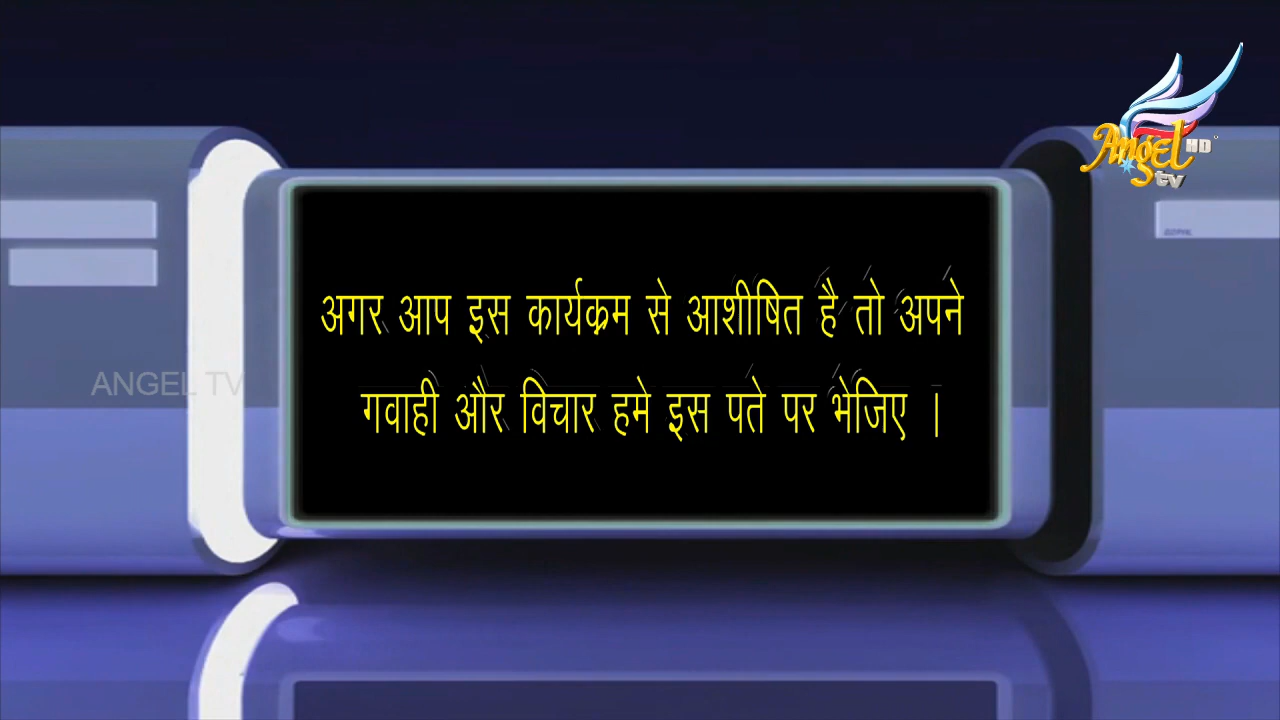 Angel HD
tv
अगर आप इस कार्यक्रम से आशीषित है तो अपने
ANGEL TV
गवाही और विचार हमे इस पते पर भेजिए ।